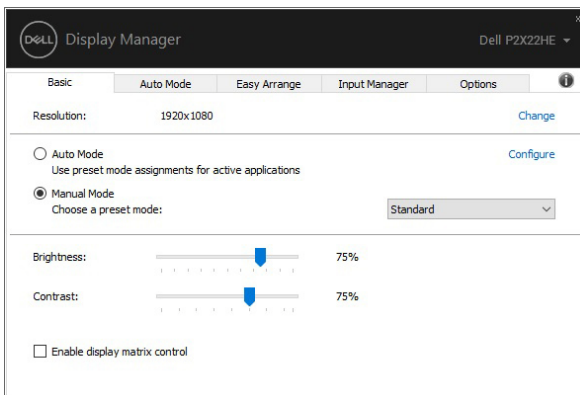 DELL Display Manager Dell P2X22HE
Basic Auto Mode Easy Arrange Input Manager Options
Resolution: 1920x1080 Change
Auto Mode Configure
Use preset mode assignments for active applications
Manual Mode
Choose a preset mode: Standard
Brightness: 75%
Contrast: 75%
Enable display matrix control